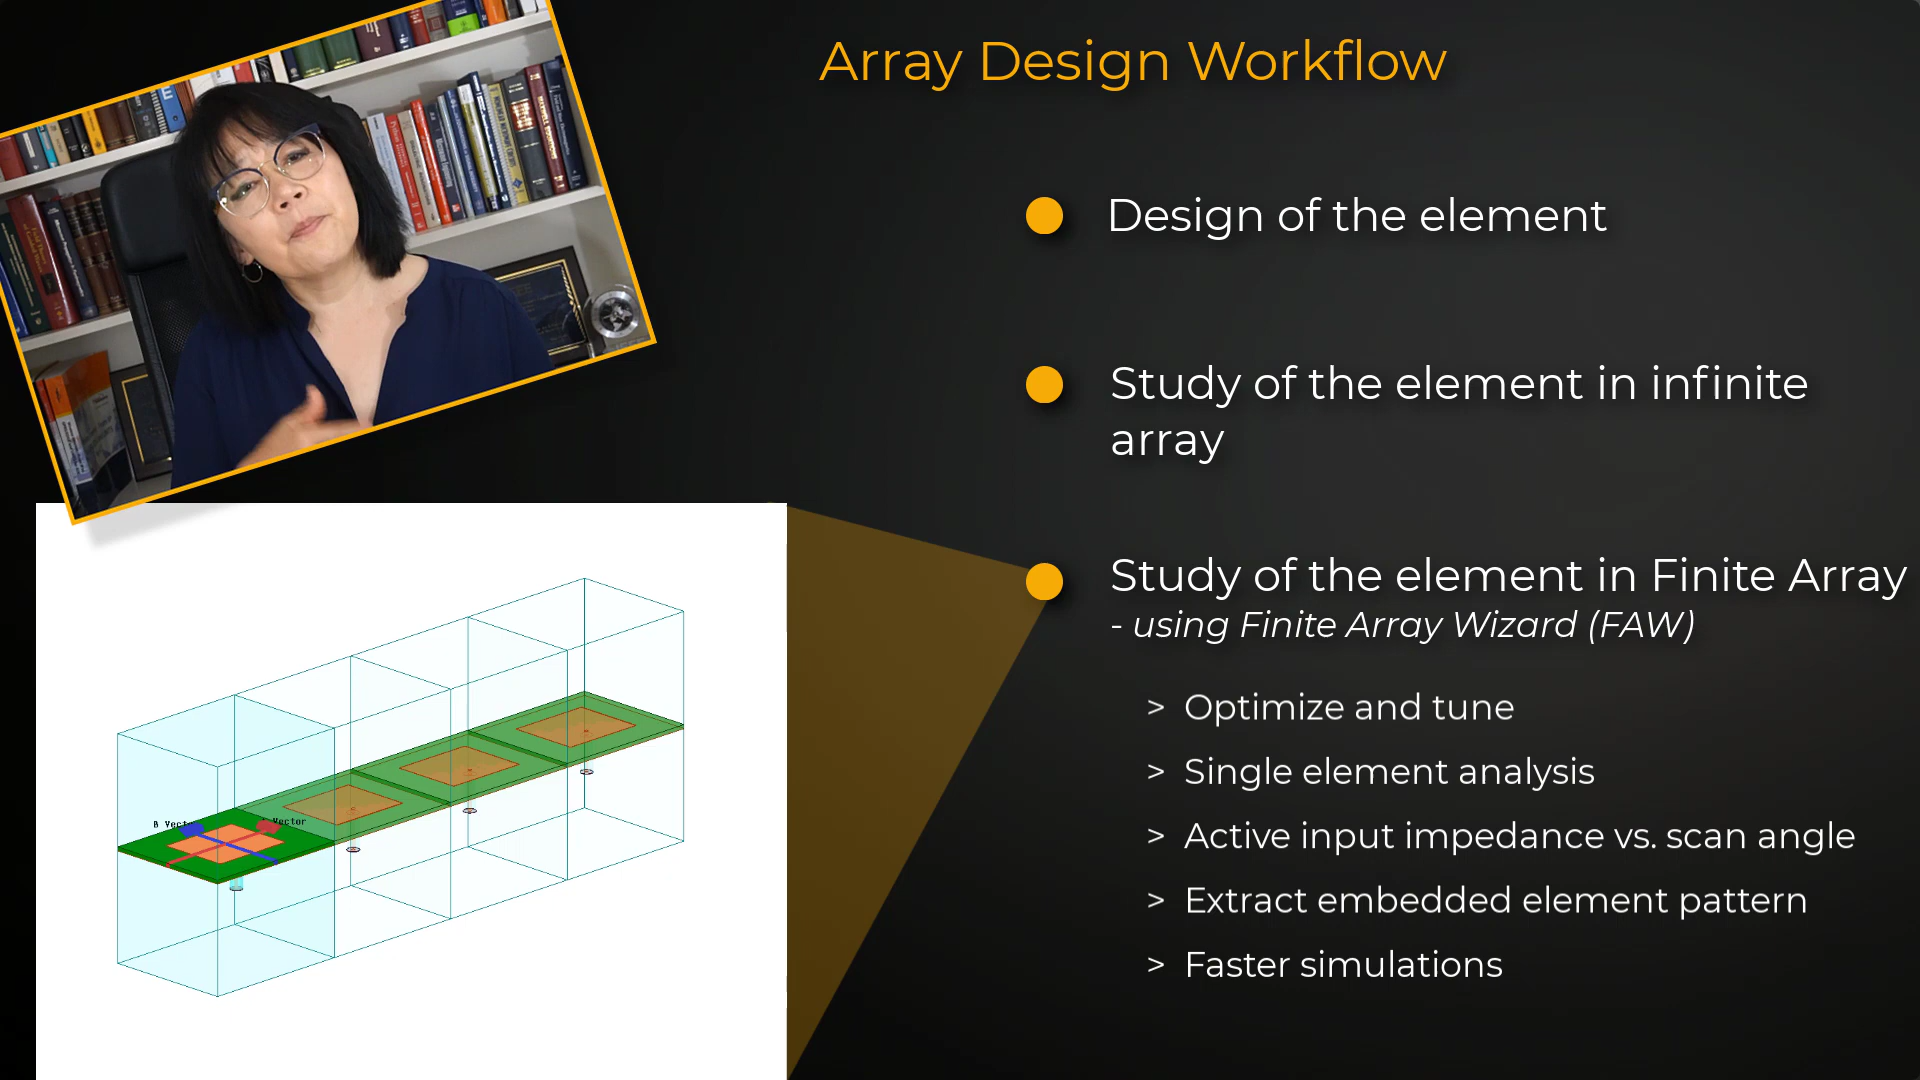 Array Design Workflow
Design of the element
Study of the element in infinite
array
Study of the element in Finite Array
- using Finite Array Wizard (FAW)
> Optimize and tune
> Single element analysis
> Active input impedance vs. scan angle
> Extract embedded element pattern
> Faster simulations
B Vecto
Vector